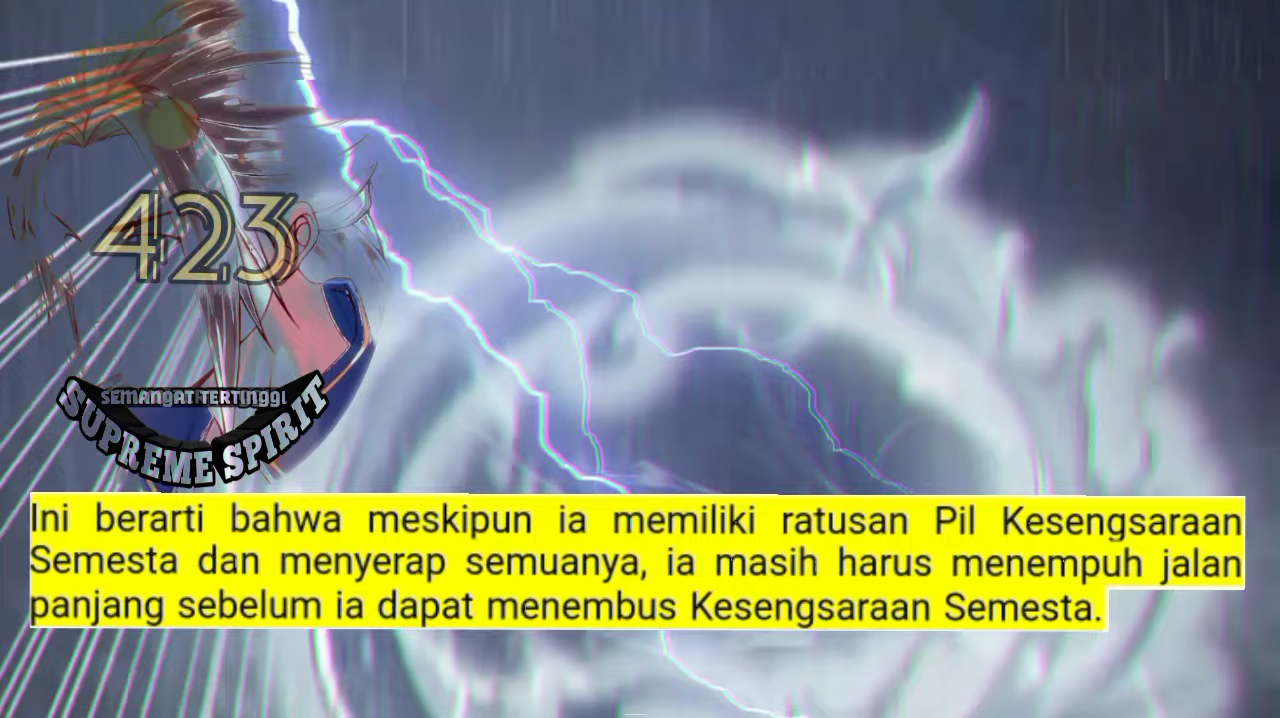 423
SEMANGAT TERTINGGI
SUPREME SPIRIT
Ini berarti bahwa meskipun ia memiliki ratusan Pil Kesengsaraan
Semesta dan menyerap semuanya, ia masih harus menempuh jalan
panjang sebelum ia dapat menembus Kesengsaraan Semesta.